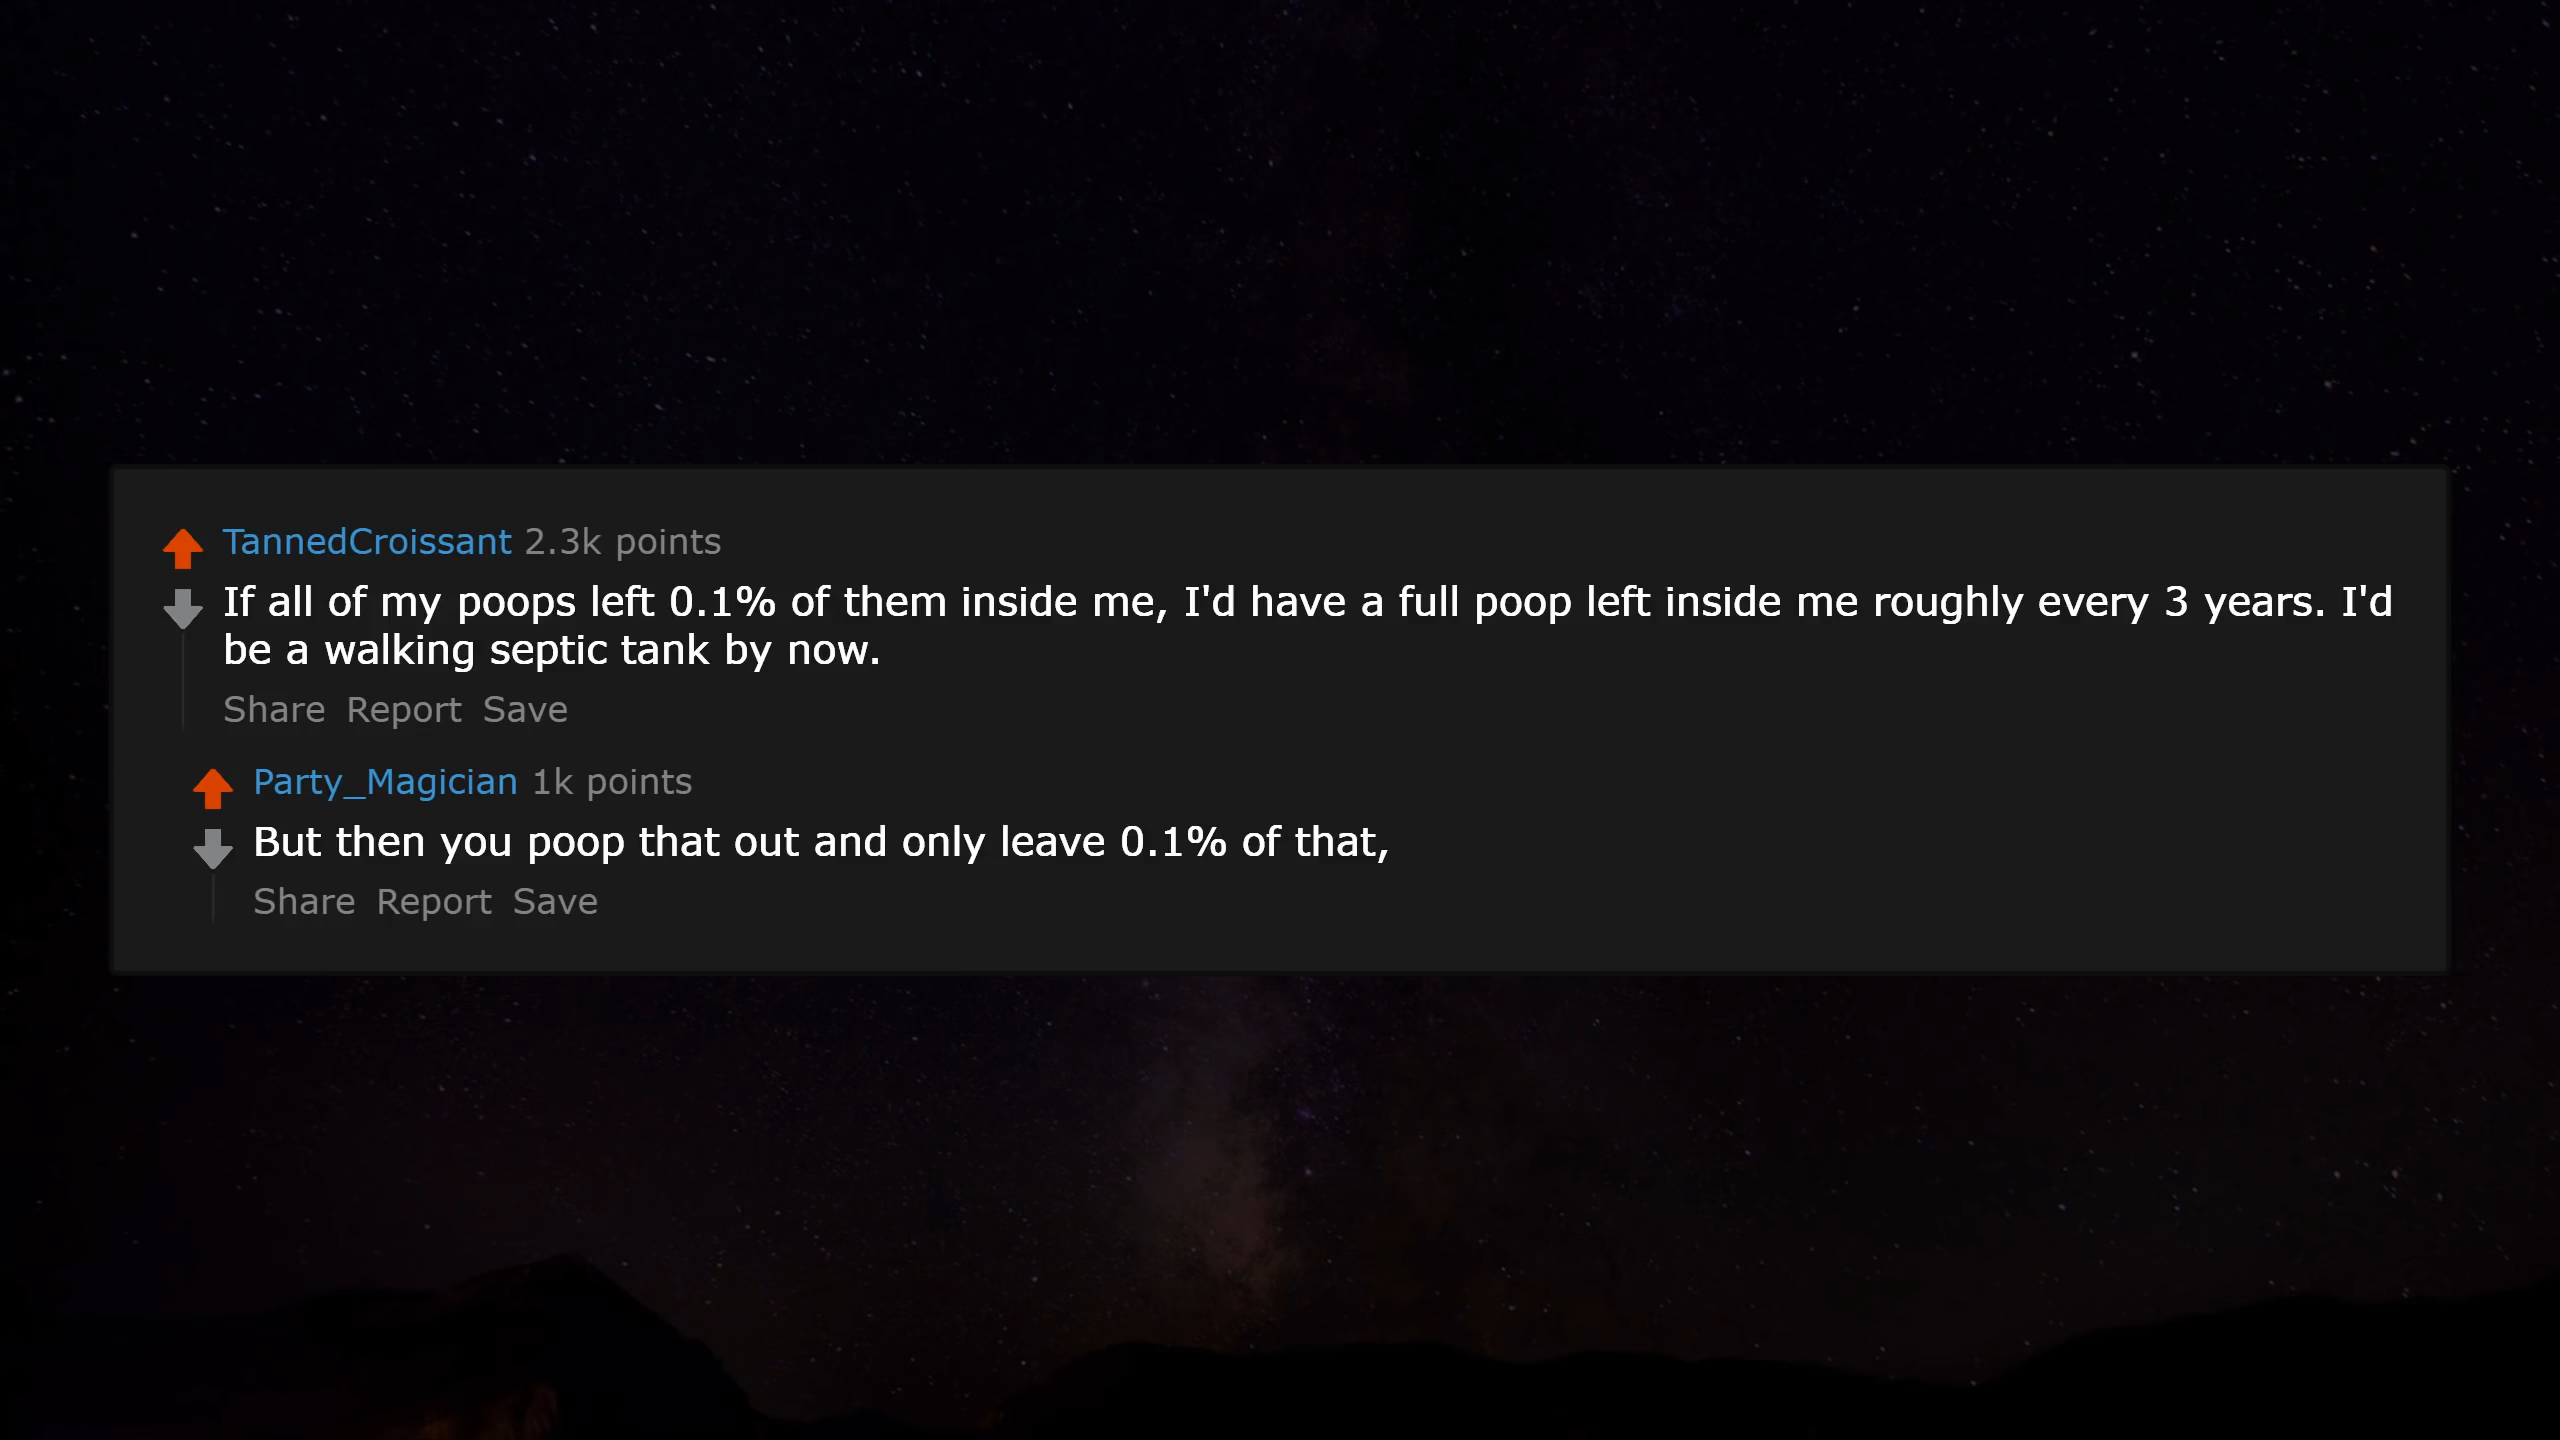 TannedCroissant 2.3k points
If all of my poops left 0.1% of them inside me, I'd have a full poop left inside me roughly every 3 years. I'd
be a walking septic tank by now.
Share Report Save
Party_Magician 1k points
But then you poop that out and only leave 0.1% of that,
Share Report Save